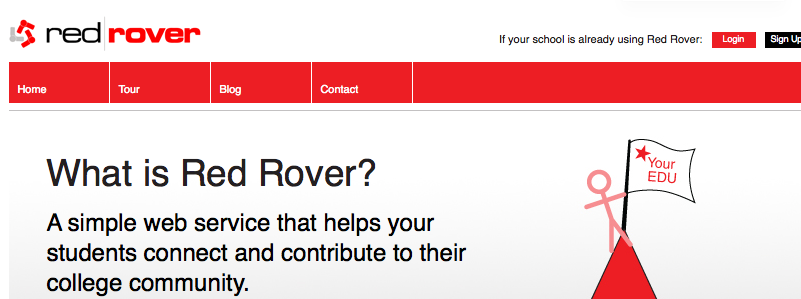 red rover
If your school is already using Red Rover: Login Sign Up
Home Tour Blog Contact
What is Red Rover?
Your
EDU
A simple web service that helps your
students connect and contribute to their
college community.